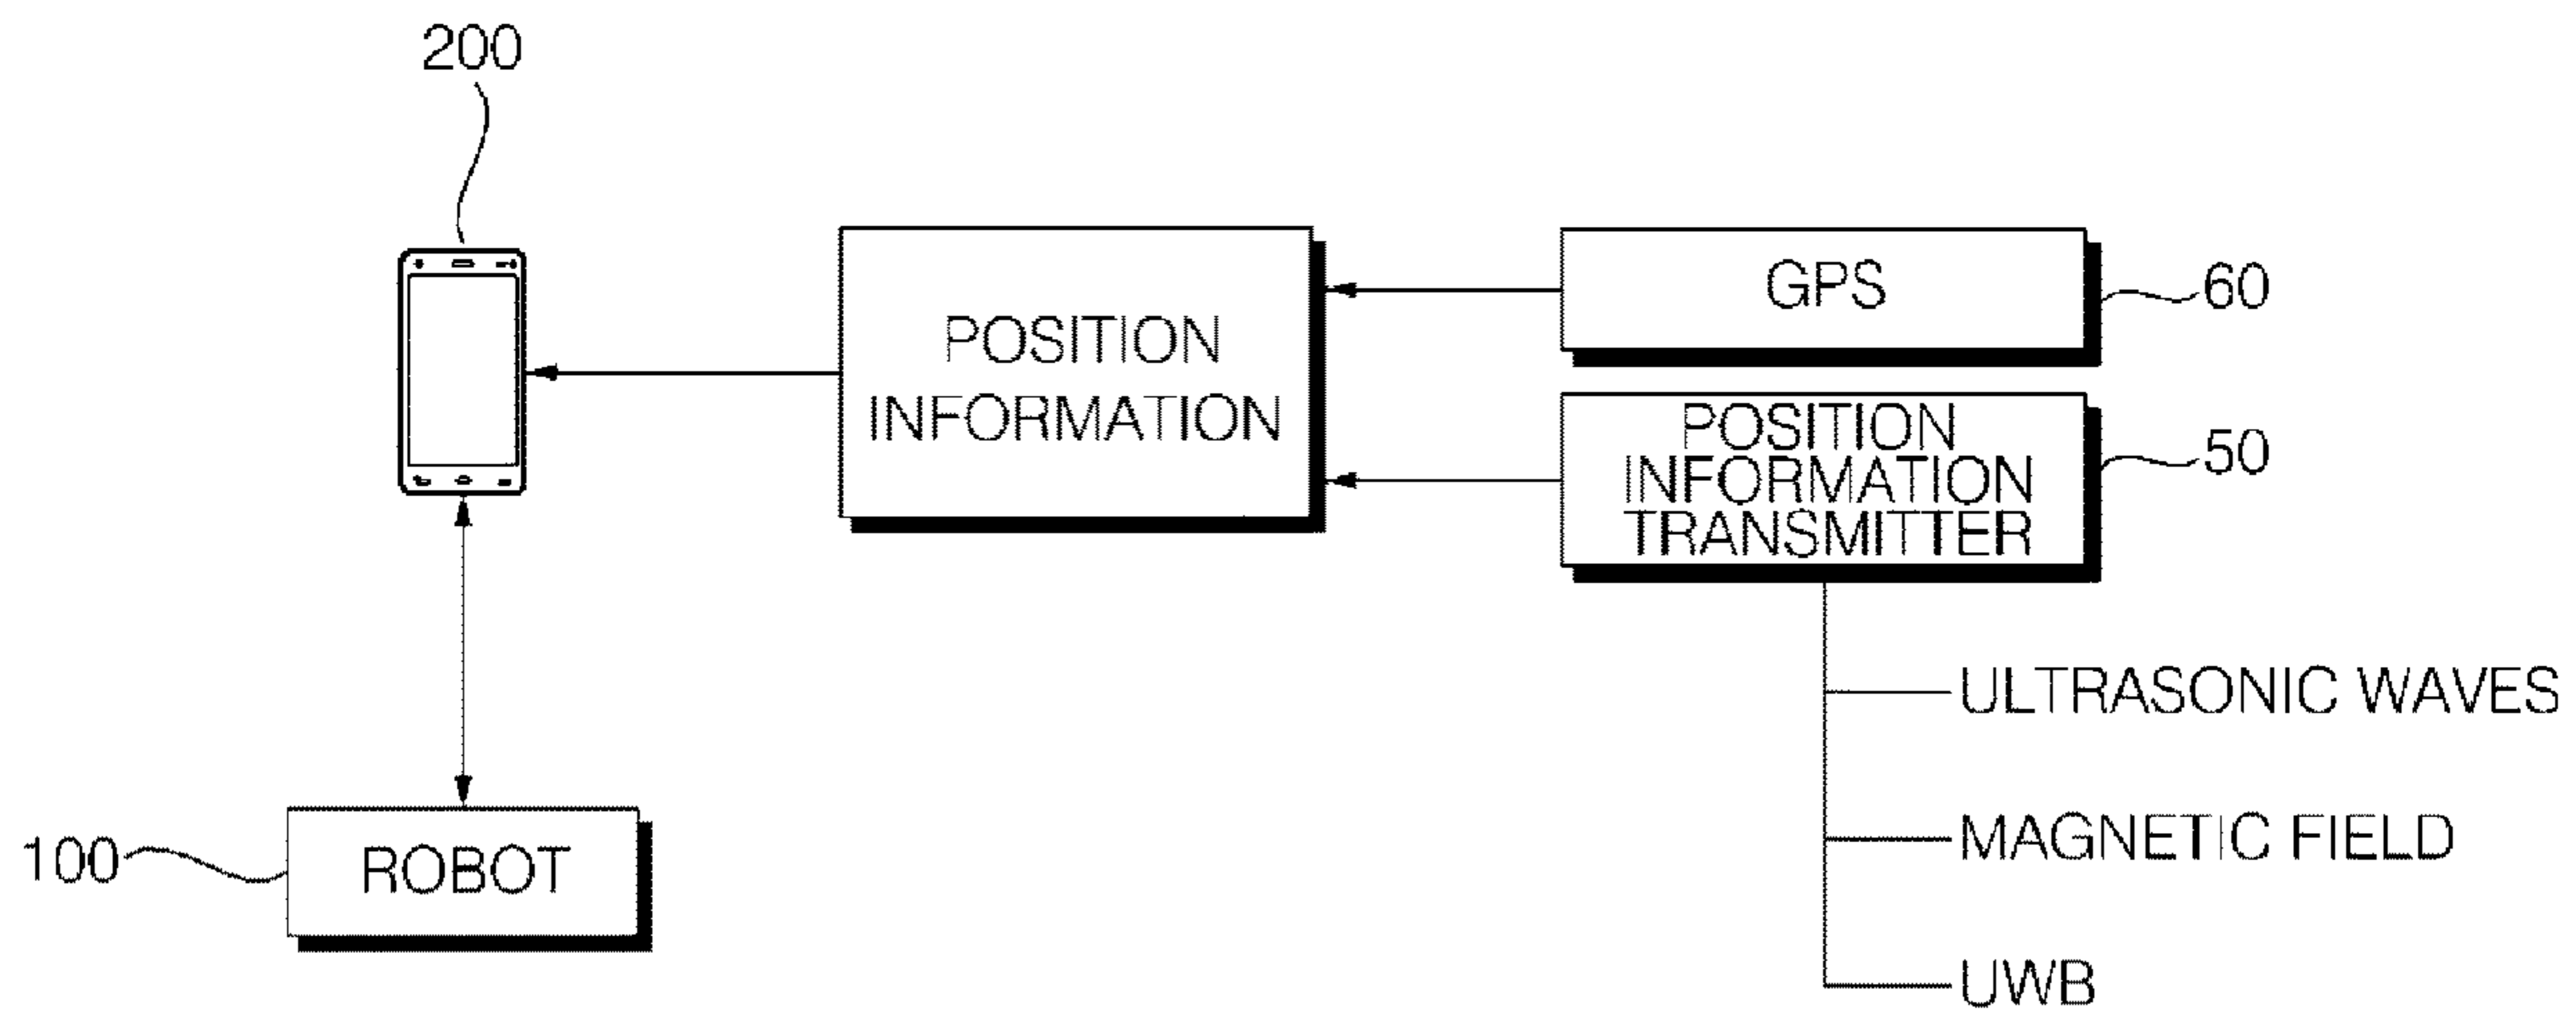 200
GPS
60
POSITION
INFORMATION
POSITION
INFORMATION
TRANSMITTER
50
ULTRASONIC WAVES
MAGNETIC FIELD
UWB
100
ROBOT